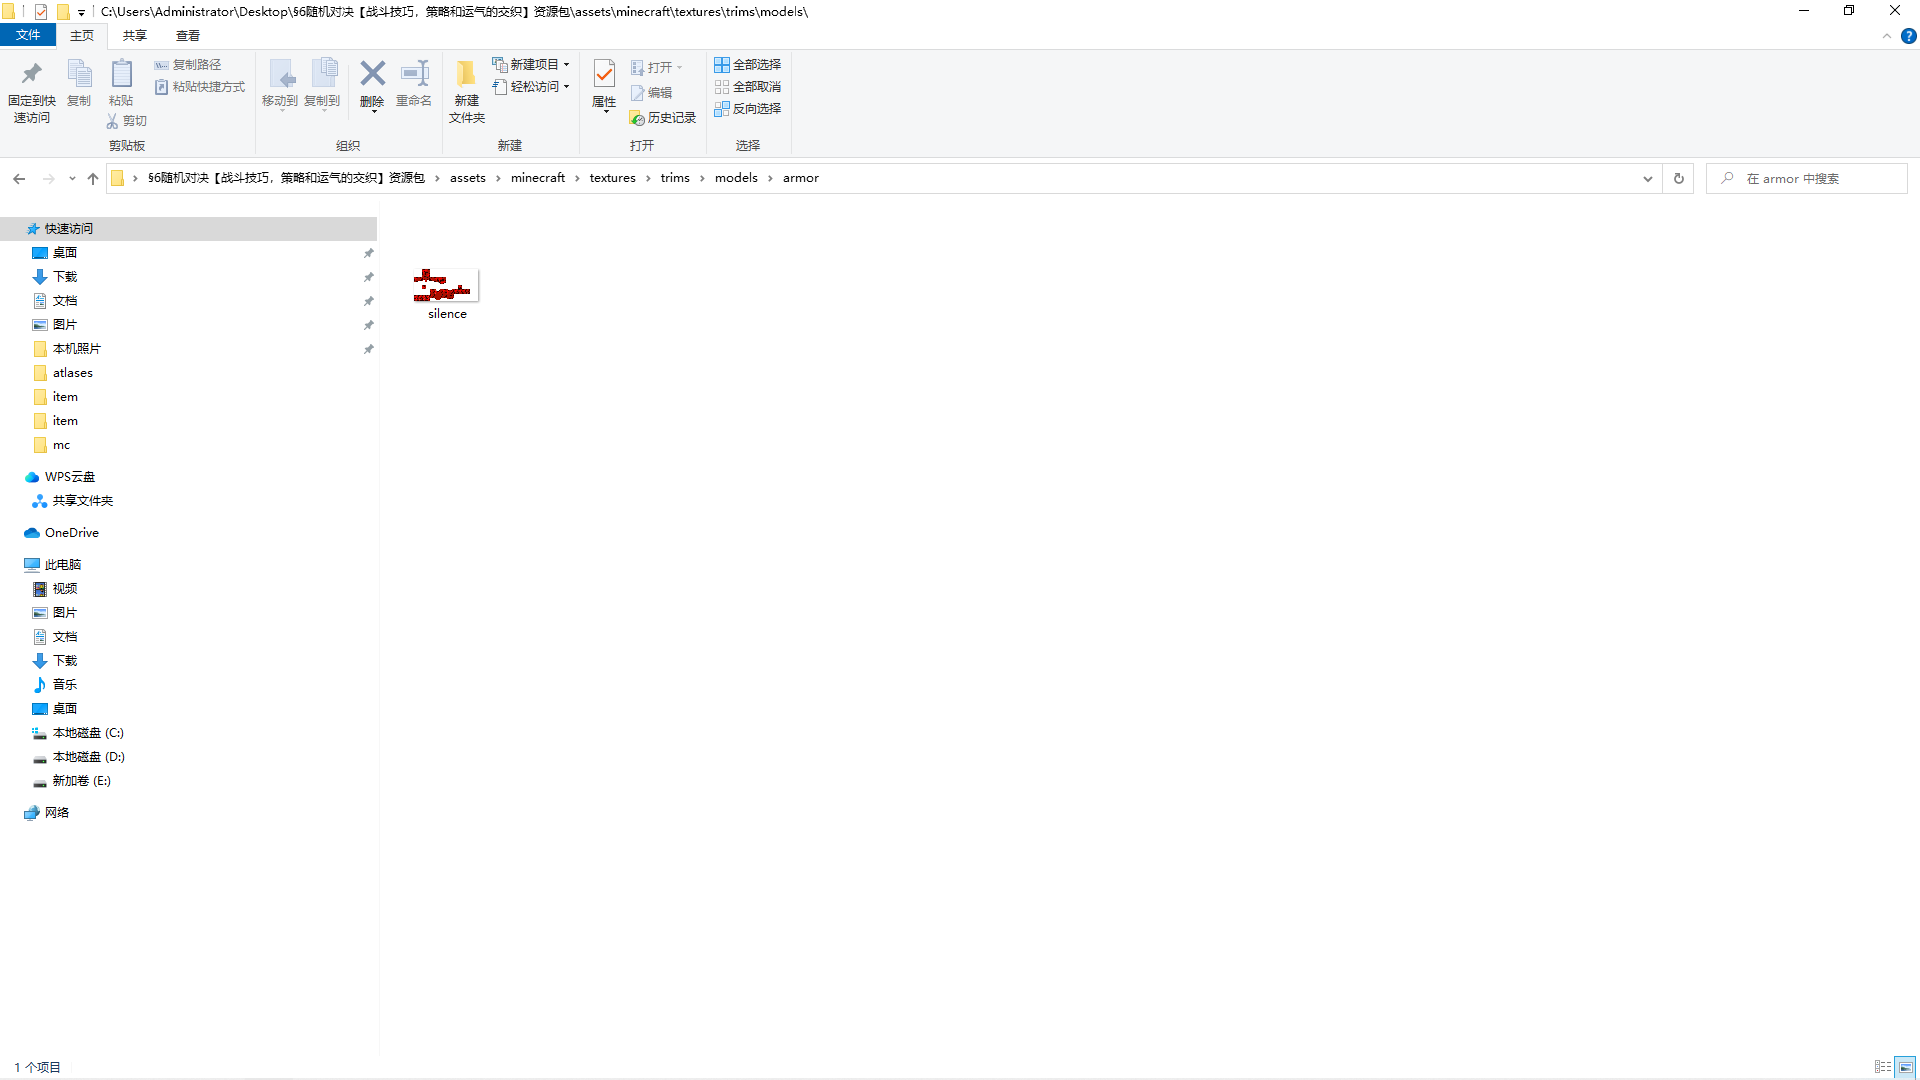 C:\Users\Administrator\Desktop\§6随机对决【战斗技巧，策略和运气的交织】资源包\assets\minecraft\textures\trims\models\
文件 主页 共享 查看
固定到快速访问
复制
粘贴
复制路径
粘贴快捷方式
剪切
剪贴板
移动到
复制到
删除
重命名
组织
新建文件夹
新建项目
轻松访问
新建
属性
打开
编辑
历史记录
打开
全部选择
全部取消
反向选择
选择
§6随机对决【战斗技巧，策略和运气的交织】资源包 › assets › minecraft › textures › trims › models › armor
在 armor 中搜索
快速访问
桌面
下载
文档
图片
本机照片
atlases
item
item
mc
WPS云盘
共享文件夹
OneDrive
此电脑
视频
图片
文档
下载
音乐
桌面
本地磁盘 (C:)
本地磁盘 (D:)
新加卷 (E:)
网络
silence
1 个项目